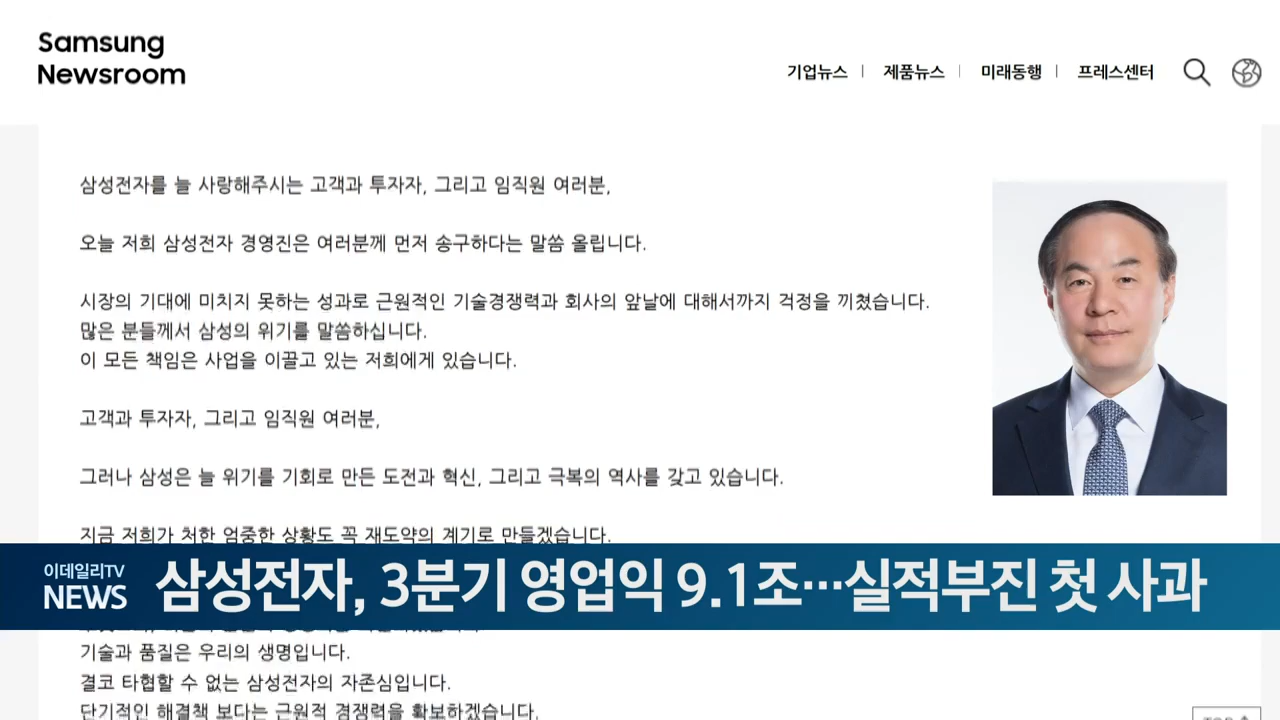 Samsung
Newsroom
기업뉴스 | 제품뉴스 | 미래동행 | 프레스센터
삼성전자를 늘 사랑해주시는 고객과 투자자, 그리고 임직원 여러분,
오늘 저희 삼성전자 경영진은 여러분께 먼저 송구하다는 말씀 올립니다.
시장의 기대에 미치지 못하는 성과로 근원적인 기술경쟁력과 회사의 앞날에 대해서까지 걱정을 끼쳤습니다.
많은 분들께서 삼성의 위기를 말씀하십니다.
이 모든 책임은 사업을 이끌고 있는 저희에게 있습니다.
고객과 투자자, 그리고 임직원 여러분,
그러나 삼성은 늘 위기를 기회로 만든 도전과 혁신, 그리고 극복의 역사를 갖고 있습니다.
지금 저희가 처한 엄중한 상황도 꼭 재도약의 계기로 만들겠습니다.
이데일리TV
NEWS
삼성전자, 3분기 영업익 9.1조…실적부진 첫 사과
기술과 품질은 우리의 생명입니다.
결코 타협할 수 없는 삼성전자의 자존심입니다.
단기적인 해결책 보다는 근원적 경쟁력을 확보하겠습니다.